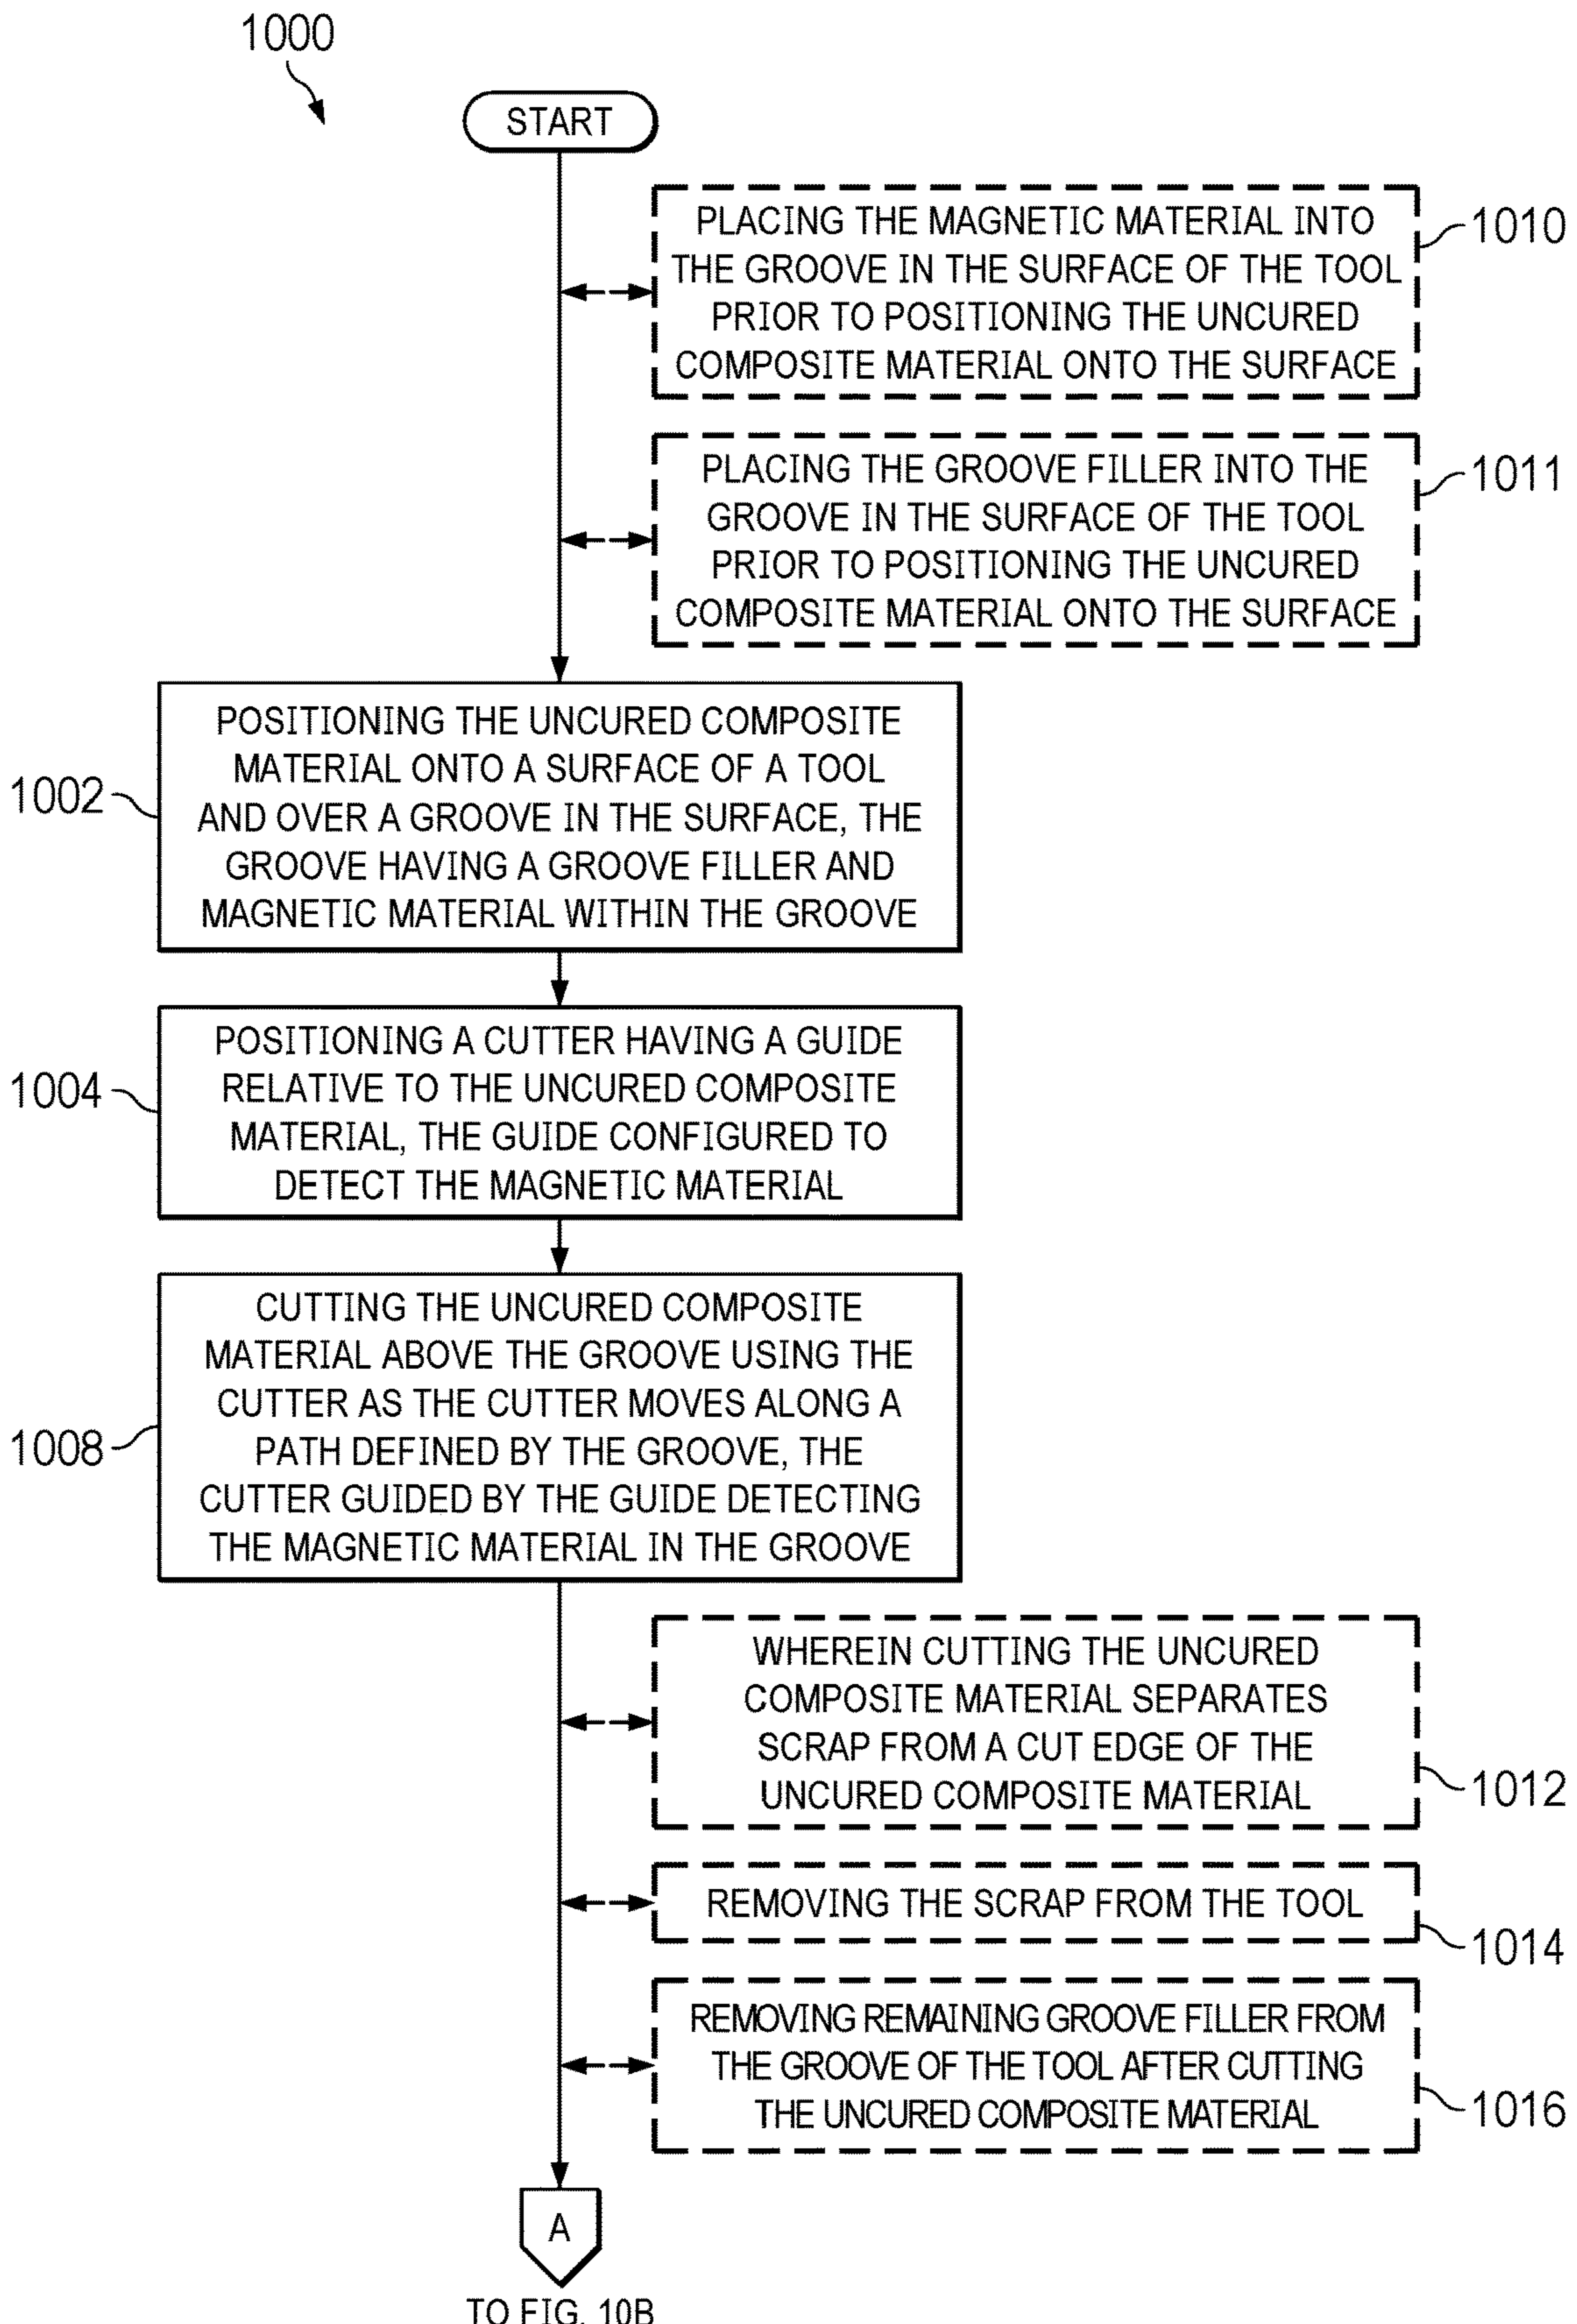 1000
START
PLACING THE MAGNETIC MATERIAL INTO
THE GROOVE IN THE SURFACE OF THE TOOL
PRIOR TO POSITIONING THE UNCURED
COMPOSITE MATERIAL ONTO THE SURFACE
1010
PLACING THE GROOVE FILLER INTO THE
GROOVE IN THE SURFACE OF THE TOOL
PRIOR TO POSITIONING THE UNCURED
COMPOSITE MATERIAL ONTO THE SURFACE
1011
POSITIONING THE UNCURED COMPOSITE
MATERIAL ONTO A SURFACE OF A TOOL
AND OVER A GROOVE IN THE SURFACE, THE
GROOVE HAVING A GROOVE FILLER AND
MAGNETIC MATERIAL WITHIN THE GROOVE
1002
POSITIONING A CUTTER HAVING A GUIDE
RELATIVE TO THE UNCURED COMPOSITE
MATERIAL, THE GUIDE CONFIGURED TO
DETECT THE MAGNETIC MATERIAL
1004
CUTTING THE UNCURED COMPOSITE
MATERIAL ABOVE THE GROOVE USING THE
CUTTER AS THE CUTTER MOVES ALONG A
PATH DEFINED BY THE GROOVE, THE
CUTTER GUIDED BY THE GUIDE DETECTING
THE MAGNETIC MATERIAL IN THE GROOVE
1008
WHEREIN CUTTING THE UNCURED
COMPOSITE MATERIAL SEPARATES
SCRAP FROM A CUT EDGE OF THE
UNCURED COMPOSITE MATERIAL
1012
REMOVING THE SCRAP FROM THE TOOL
1014
REMOVING REMAINING GROOVE FILLER FROM
THE GROOVE OF THE TOOL AFTER CUTTING
THE UNCURED COMPOSITE MATERIAL
1016
A
TO FIG. 10B